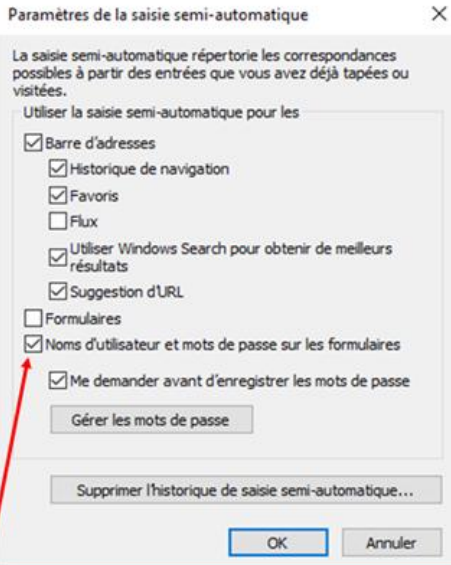 Paramètres de la saisie semi-automatique
La saisie semi-automatique répertorie les correspondances
possibles à partir des entrées que vous avez déjà tapées ou
visitées.
Utiliser la saisie semi-automatique pour les
Barre d'adresses
Historique de navigation
Favoris
Flux
Utiliser Windows Search pour obtenir de meilleurs
résultats
Suggestion d'URL
Formulaires
Noms d'utilisateur et mots de passe sur les formulaires
Me demander avant d'enregistrer les mots de passe
Gérer les mots de passe
Supprimer l'historique de saisie semi-automatique...
OK Annuler